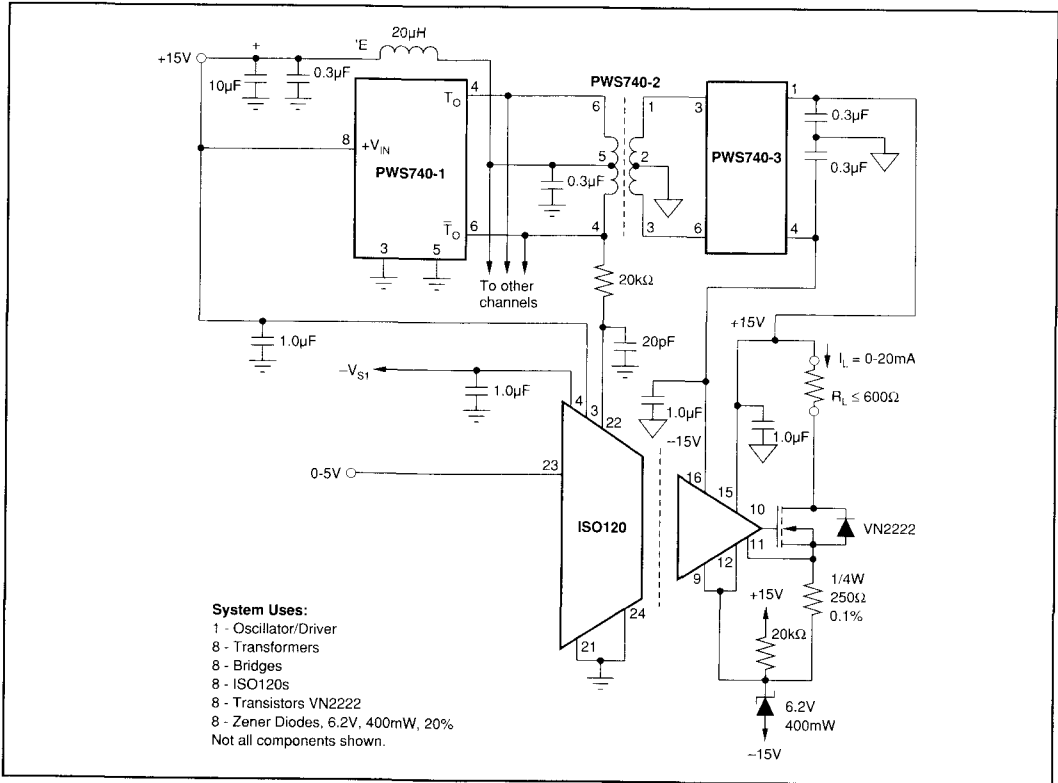 20µH
'E
+
+15V
10µF
0.3µF
4
T_O
8
+V_IN
PWS740-1
T̅_O
6
3
5
PWS740-2
6
1
5
2
4
3
0.3µF
3
1
PWS740-3
6
4
0.3µF
0.3µF
To other
channels
20kΩ
20pF
1.0µF
–V_S1
1.0µF
4
3
22
23
0-5V
ISO120
21
24
+15V
I_L = 0-20mA
R_L ≤ 600Ω
1.0µF
1.0µF
–15V
16
15
10
11
12
9
VN2222
1/4W
250Ω
0.1%
+15V
20kΩ
6.2V
400mW
–15V
System Uses:
1 - Oscillator/Driver
8 - Transformers
8 - Bridges
8 - ISO120s
8 - Transistors VN2222
8 - Zener Diodes, 6.2V, 400mW, 20%
Not all components shown.